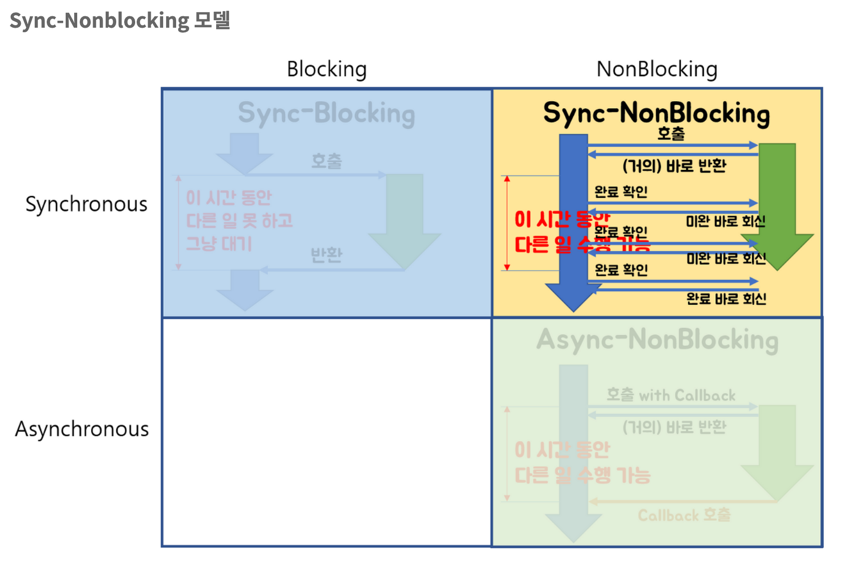 Sync-Nonblocking 모델
Blocking
NonBlocking
Synchronous
Sync-Blocking
호출
이 시간 동안
다른 일 못 하고
그냥 대기
반환
Sync-NonBlocking
호출
(거의) 바로 반환
완료 확인
미완 바로 회신
이 시간 동안
다른 일 수행 가능
완료 확인
미완 바로 회신
완료 확인
완료 바로 회신
Asynchronous
Async-NonBlocking
호출 with Callback
(거의) 바로 반환
이 시간 동안
다른 일 수행 가능
Callback 호출